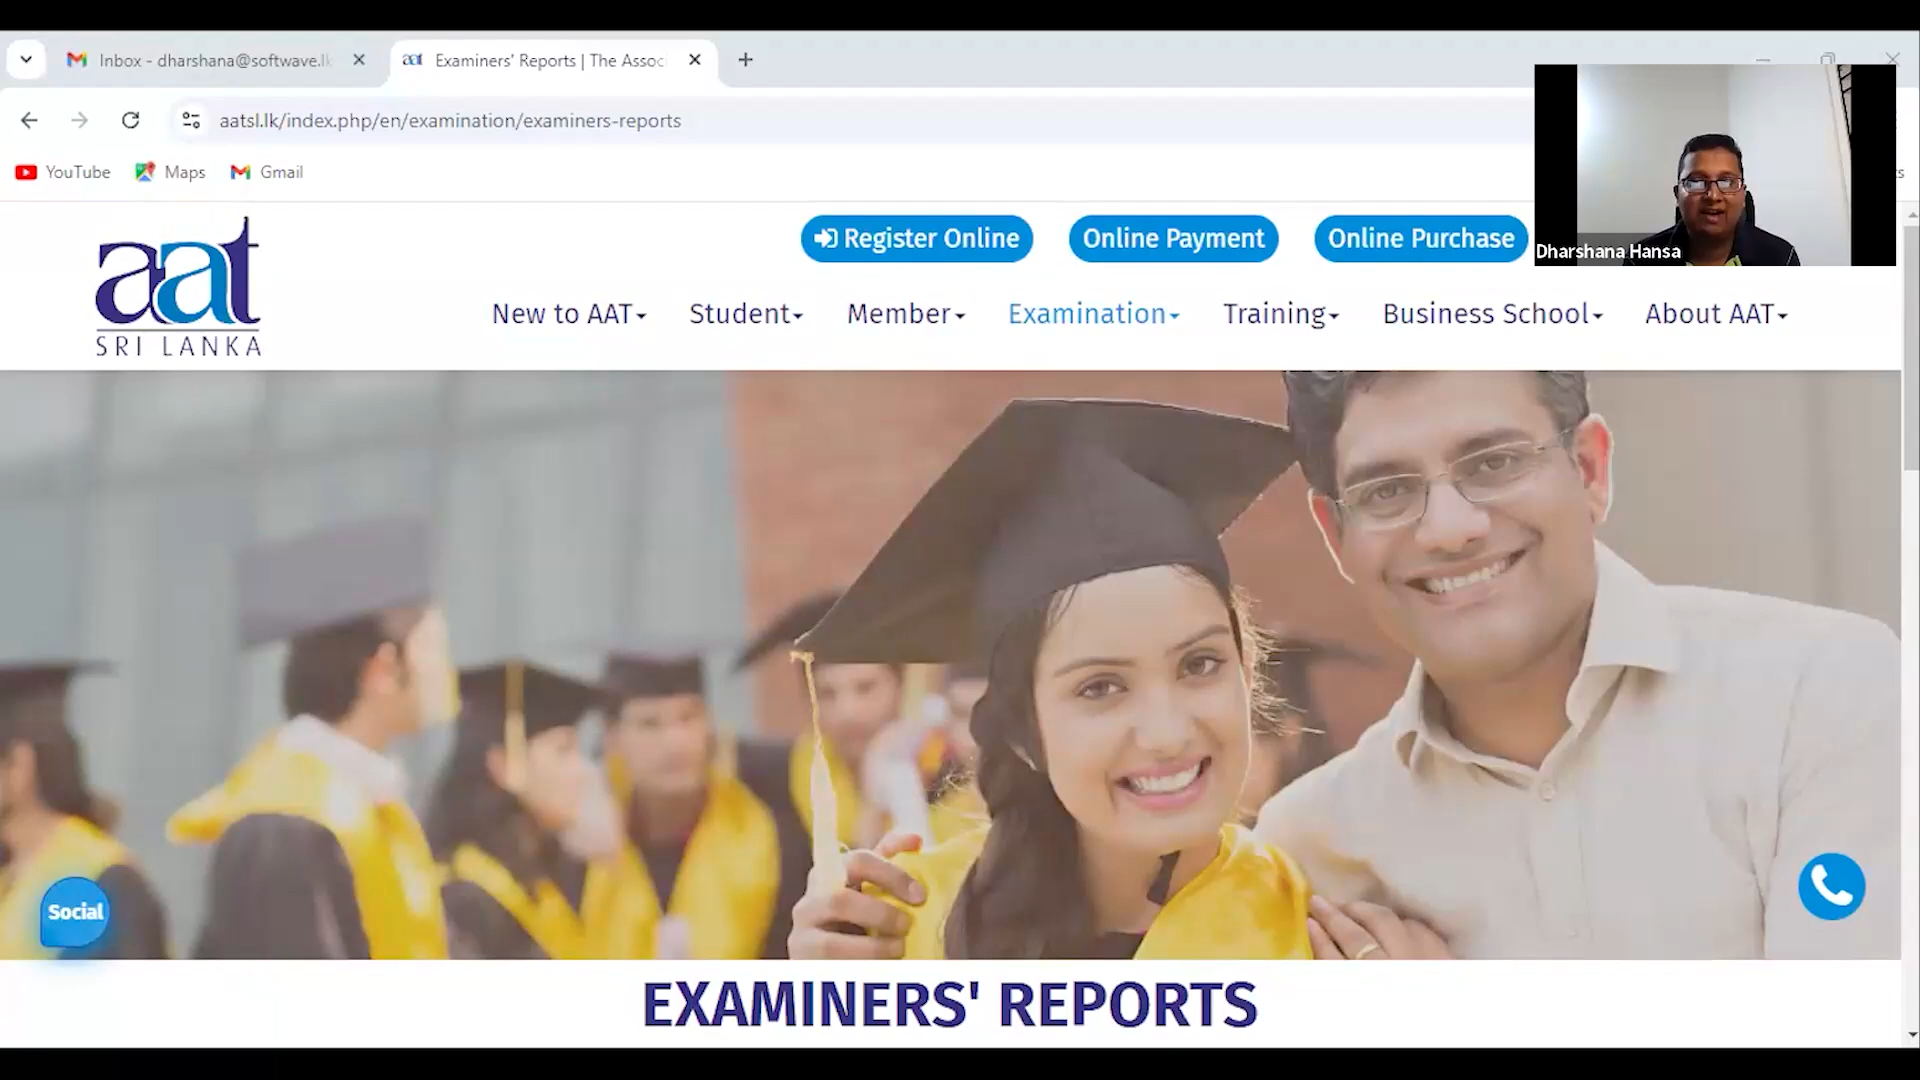 Inbox - dharshana@softwave.lk
Examiners' Reports | The Assoc
aatsl.lk/index.php/en/examination/examiners-reports
YouTube
Maps
Gmail
aat
SRI LANKA
Register Online
Online Payment
Online Purchase
Dharshana Hansa
New to AAT
Student
Member
Examination
Training
Business School
About AAT
Social
EXAMINERS' REPORTS